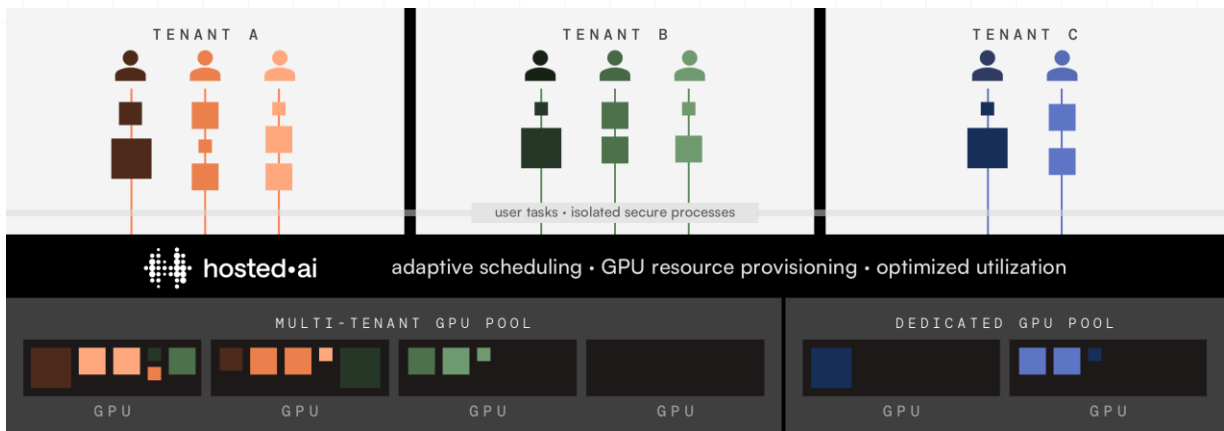 TENANT A
TENANT B
TENANT C
user tasks · isolated secure processes
hosted•ai
adaptive scheduling · GPU resource provisioning · optimized utilization
MULTI-TENANT GPU POOL
DEDICATED GPU POOL
GPU
GPU
GPU
GPU
GPU
GPU